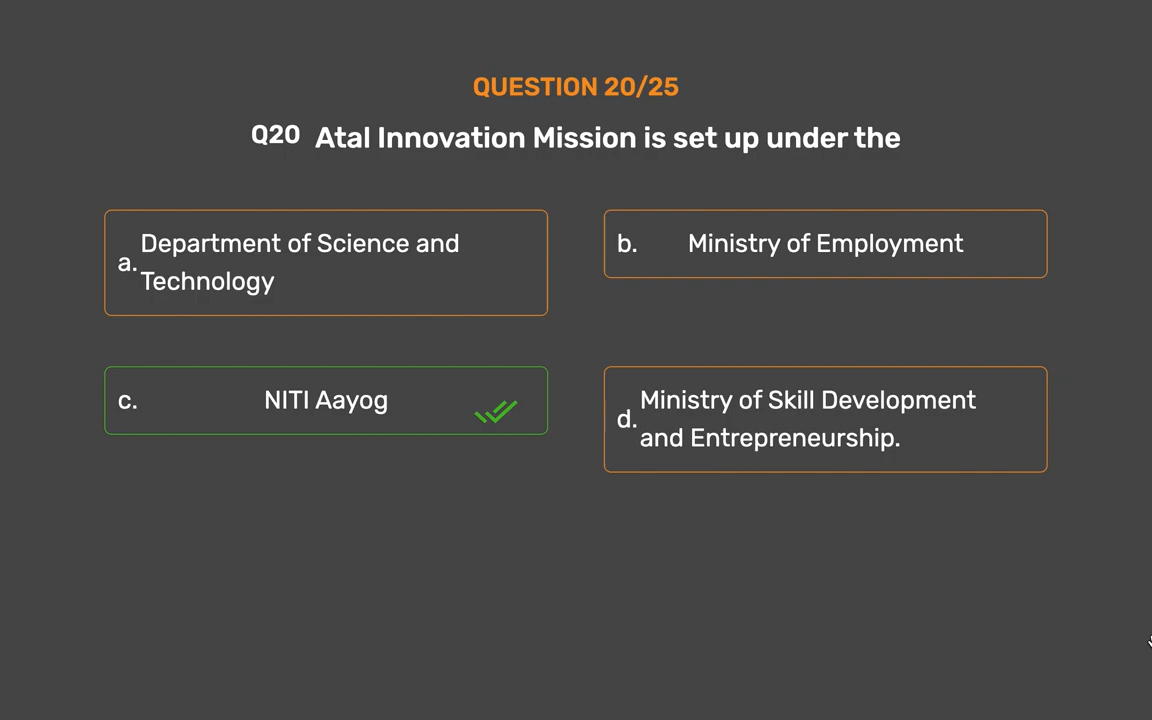 QUESTION 20/25
Q20 Atal Innovation Mission is set up under the
a. Department of Science and
Technology
b. Ministry of Employment
c. NITI Aayog
d. Ministry of Skill Development
and Entrepreneurship.